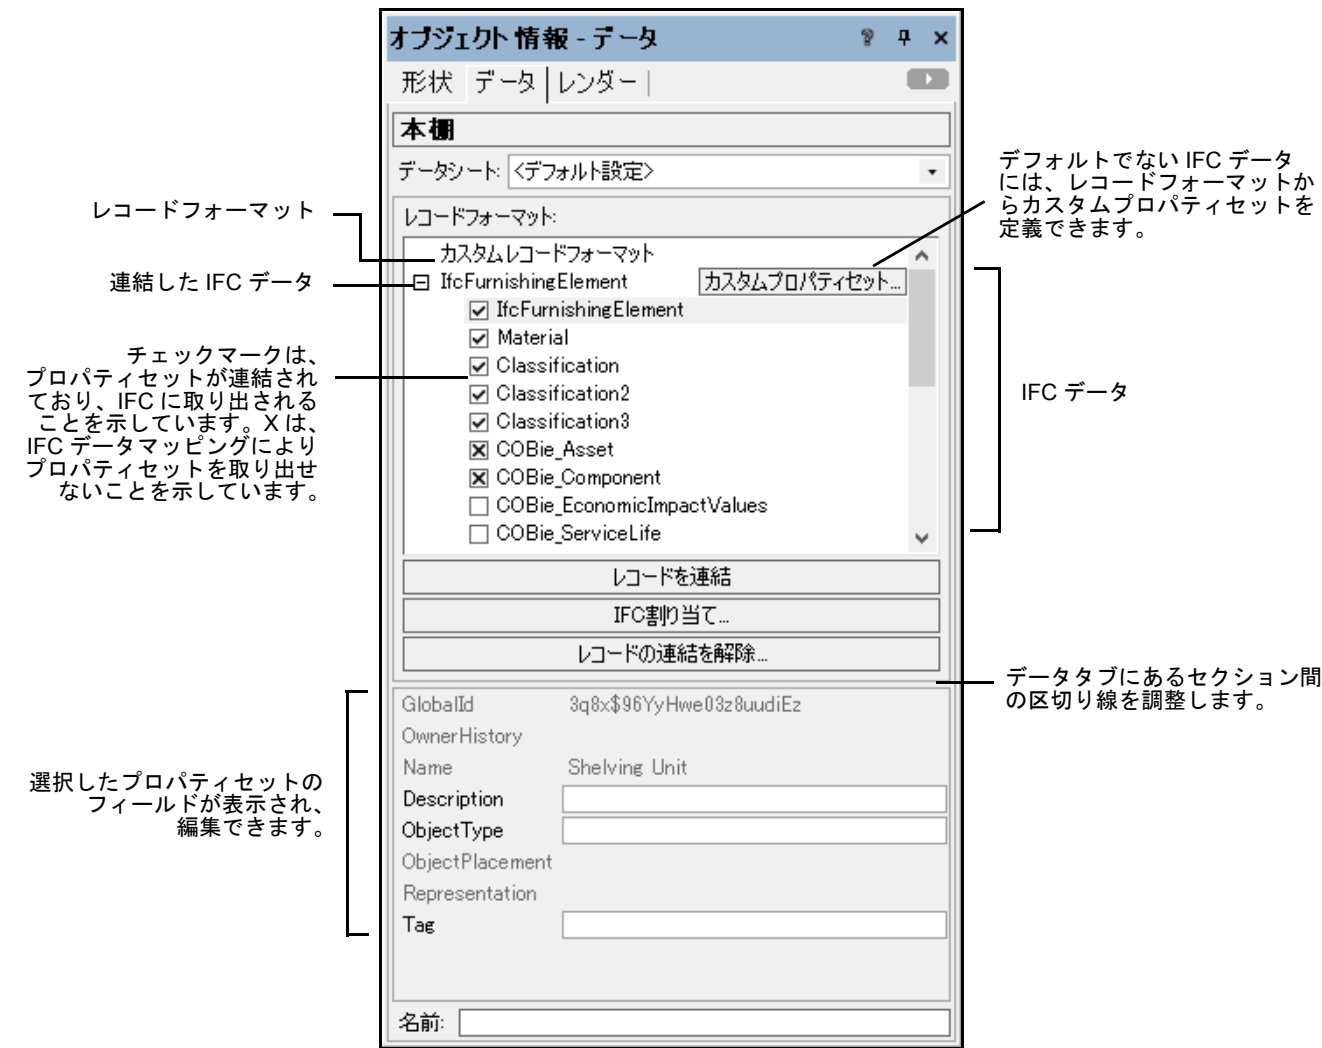 オブジェクト情報 - データ
形状 データ レンダー
本棚
データシート: <デフォルト設定>
レコードフォーマット:
カスタムレコードフォーマット
IfcFurnishingElement カスタムプロパティセット...
IfcFurnishingElement
Material
Classification
Classification2
Classification3
COBie_Asset
COBie_Component
COBie_EconomicImpactValues
COBie_ServiceLife
レコードを連結
IFC割り当て...
レコードの連結を解除...
GlobalId 3q8x$96YyHwe03z8uudiEz
OwnerHistory
Name Shelving Unit
Description
ObjectType
ObjectPlacement
Representation
Tag
名前:
レコードフォーマット
連結した IFC データ
チェックマークは、
プロパティセットが連結され
ており、IFC に取り出される
ことを示しています。X は、
IFC データマッピングにより
プロパティセットを取り出せ
ないことを示しています。
選択したプロパティセットの
フィールドが表示され、
編集できます。
デフォルトでない IFC データ
には、レコードフォーマットか
らカスタムプロパティセットを
定義できます。
IFC データ
データタブにあるセクション間
の区切り線を調整します。